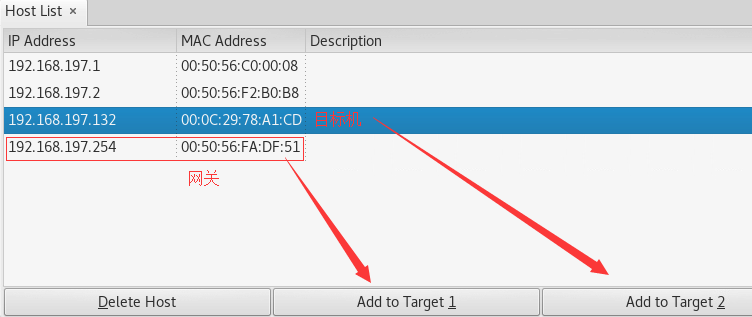 Host List ×
IP Address MAC Address Description
192.168.197.1 00:50:56:C0:00:08
192.168.197.2 00:50:56:F2:B0:B8
192.168.197.132 00:0C:29:78:A1:CD
192.168.197.254 00:50:56:FA:DF:51
网关
Delete Host Add to Target 1 Add to Target 2